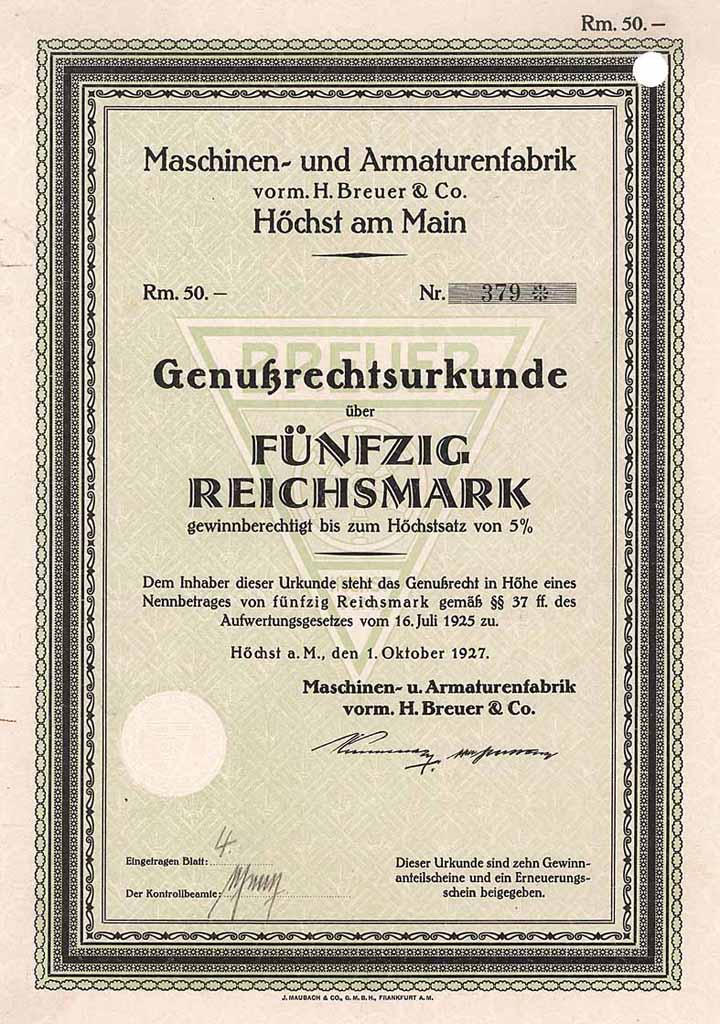 Rm. 50.—
Maschinen- und Armaturenfabrik
vorm. H. Breuer & Co.
Höchst am Main
Rm. 50.—
Nr. 379 *
BREUER
Genußrechtsurkunde
über
FÜNFZIG
REICHSMARK
gewinnberechtigt bis zum Höchstsatz von 5%
Dem Inhaber dieser Urkunde steht das Genußrecht in Höhe eines
Nennbetrages von fünfzig Reichsmark gemäß §§ 37 ff. des
Aufwertungsgesetzes vom 16. Juli 1925 zu.
Höchst a. M., den 1. Oktober 1927.
Maschinen- u. Armaturenfabrik
vorm. H. Breuer & Co.
Eingetragen Blatt: 4.
Der Kontrollbeamte:
Dieser Urkunde sind zehn Gewinn-
anteilscheine und ein Erneuerungs-
schein beigegeben.
J. MAUBACH & CO., G. M. B. H., FRANKFURT A. M.